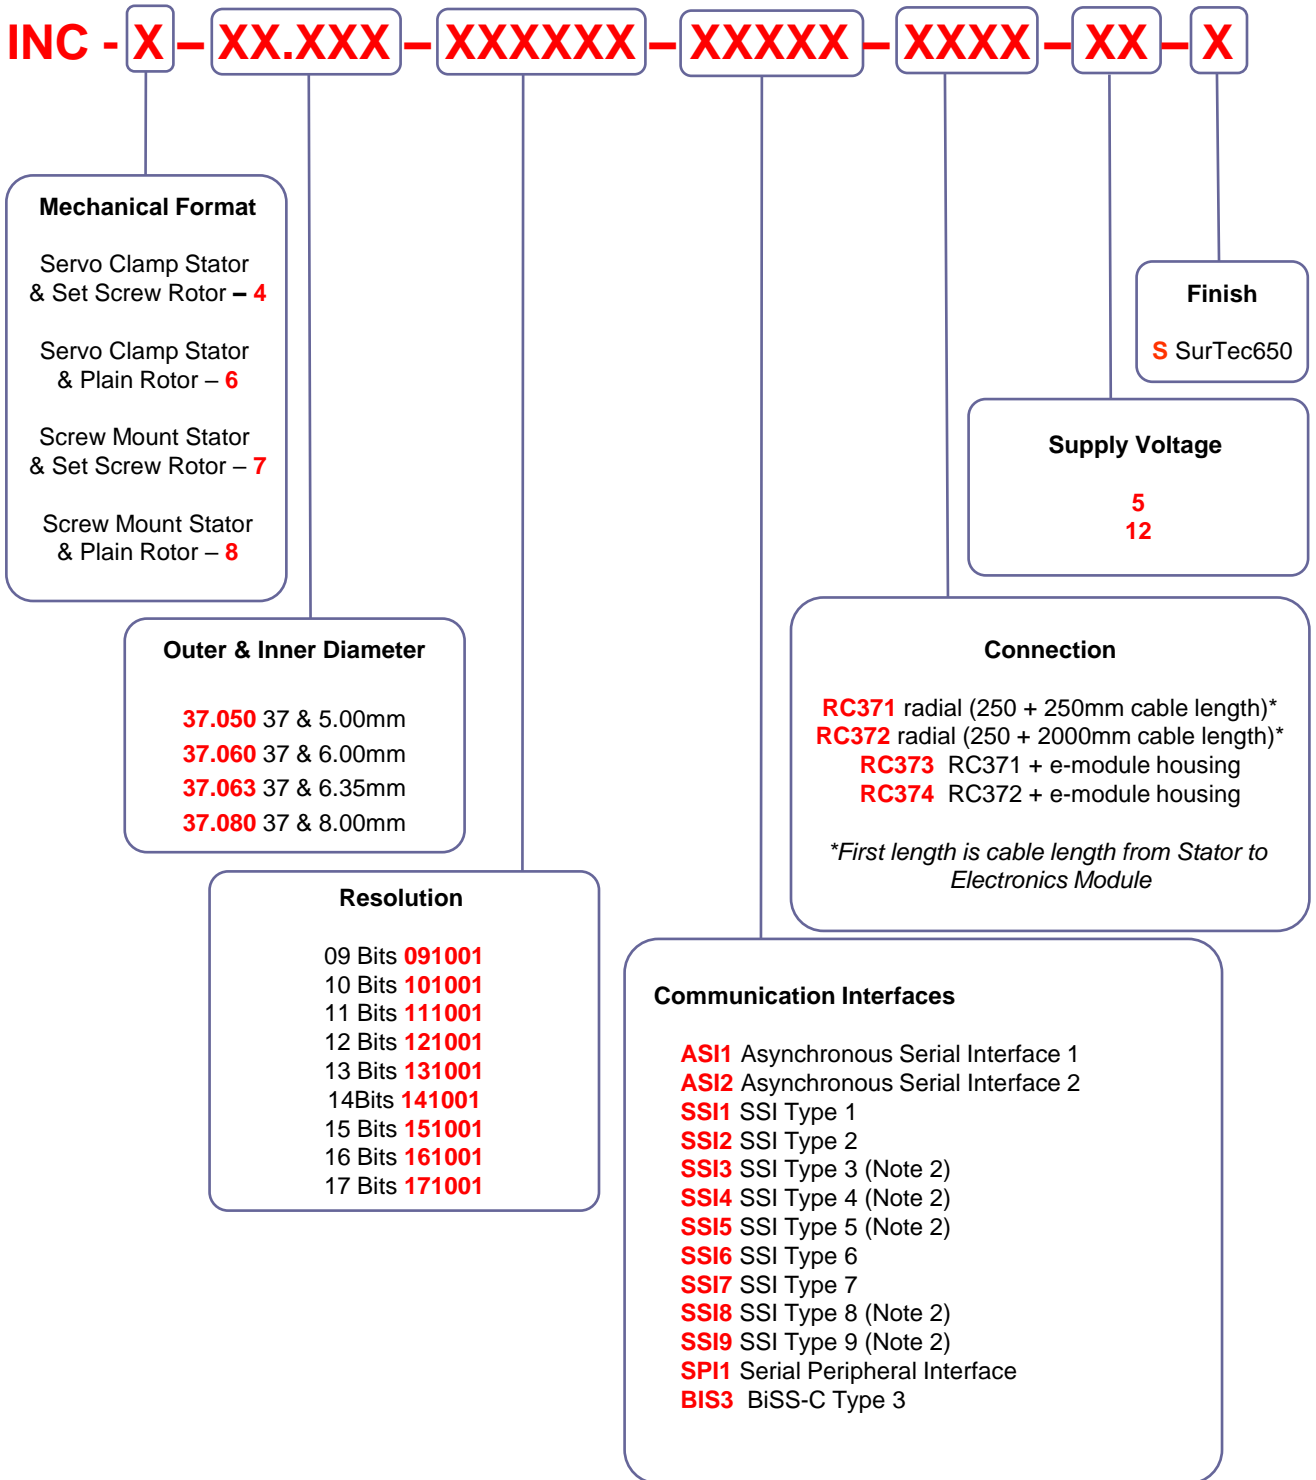 INC - X – XX.XXX – XXXXXX – XXXXX – XXXX – XX – X
Mechanical Format
Servo Clamp Stator
& Set Screw Rotor – 4
Servo Clamp Stator
& Plain Rotor – 6
Screw Mount Stator
& Set Screw Rotor – 7
Screw Mount Stator
& Plain Rotor – 8
Outer & Inner Diameter
37.050 37 & 5.00mm
37.060 37 & 6.00mm
37.063 37 & 6.35mm
37.080 37 & 8.00mm
Resolution
09 Bits 091001
10 Bits 101001
11 Bits 111001
12 Bits 121001
13 Bits 131001
14Bits 141001
15 Bits 151001
16 Bits 161001
17 Bits 171001
Communication Interfaces
ASI1 Asynchronous Serial Interface 1
ASI2 Asynchronous Serial Interface 2
SSI1 SSI Type 1
SSI2 SSI Type 2
SSI3 SSI Type 3 (Note 2)
SSI4 SSI Type 4 (Note 2)
SSI5 SSI Type 5 (Note 2)
SSI6 SSI Type 6
SSI7 SSI Type 7
SSI8 SSI Type 8 (Note 2)
SSI9 SSI Type 9 (Note 2)
SPI1 Serial Peripheral Interface
BIS3 BiSS-C Type 3
Connection
RC371 radial (250 + 250mm cable length)*
RC372 radial (250 + 2000mm cable length)*
RC373 RC371 + e-module housing
RC374 RC372 + e-module housing
*First length is cable length from Stator to
Electronics Module
Supply Voltage
5
12
Finish
S SurTec650